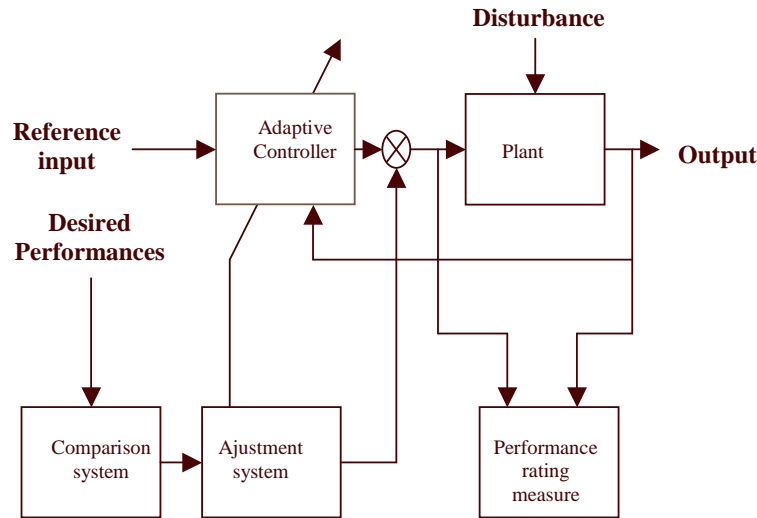 Disturbance
Reference
input
Adaptive
Controller
Plant
Output
Desired
Performances
Comparison
system
Ajustment
system
Performance
rating
measure